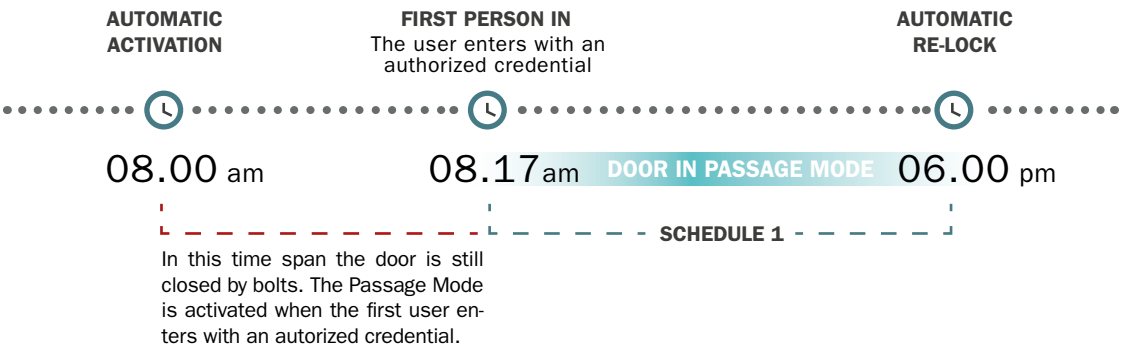 AUTOMATIC
ACTIVATION
FIRST PERSON IN
The user enters with an
authorized credential
AUTOMATIC
RE-LOCK
08.00 am
08.17am
DOOR IN PASSAGE MODE
06.00 pm
SCHEDULE 1
In this time span the door is still
closed by bolts. The Passage Mode
is activated when the first user en-
ters with an autorized credential.